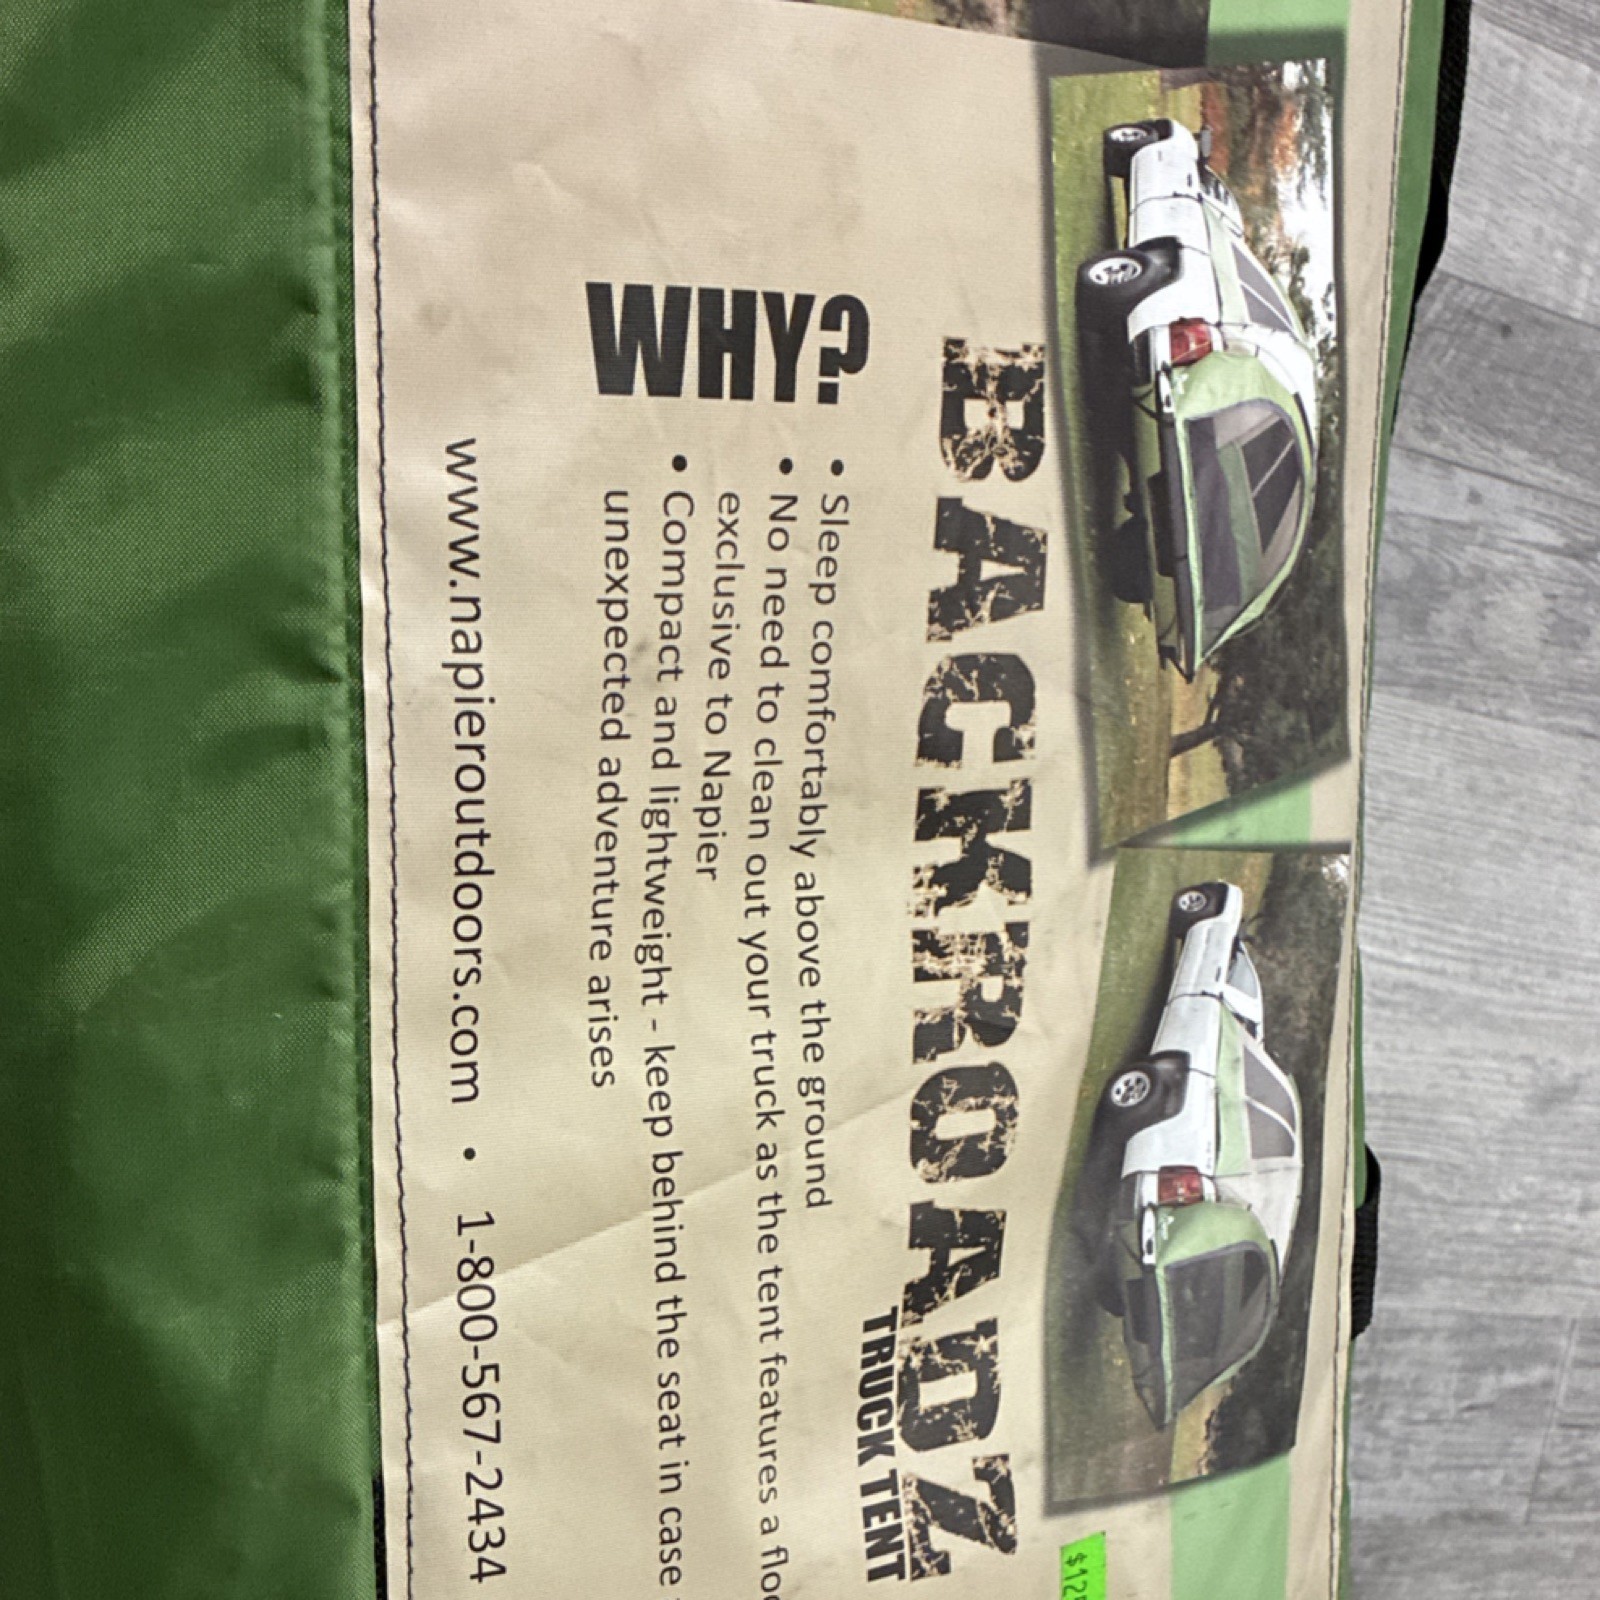 BACKROADZ
TRUCK TENT
WHY?
• Sleep comfortably above the ground
• No need to clean out your truck as the tent features a
exclusive to Napier
• Compact and lightweight - keep behind the seat in case
unexpected adventure arises
www.napieroutdoors.com • 1-800-567-2434